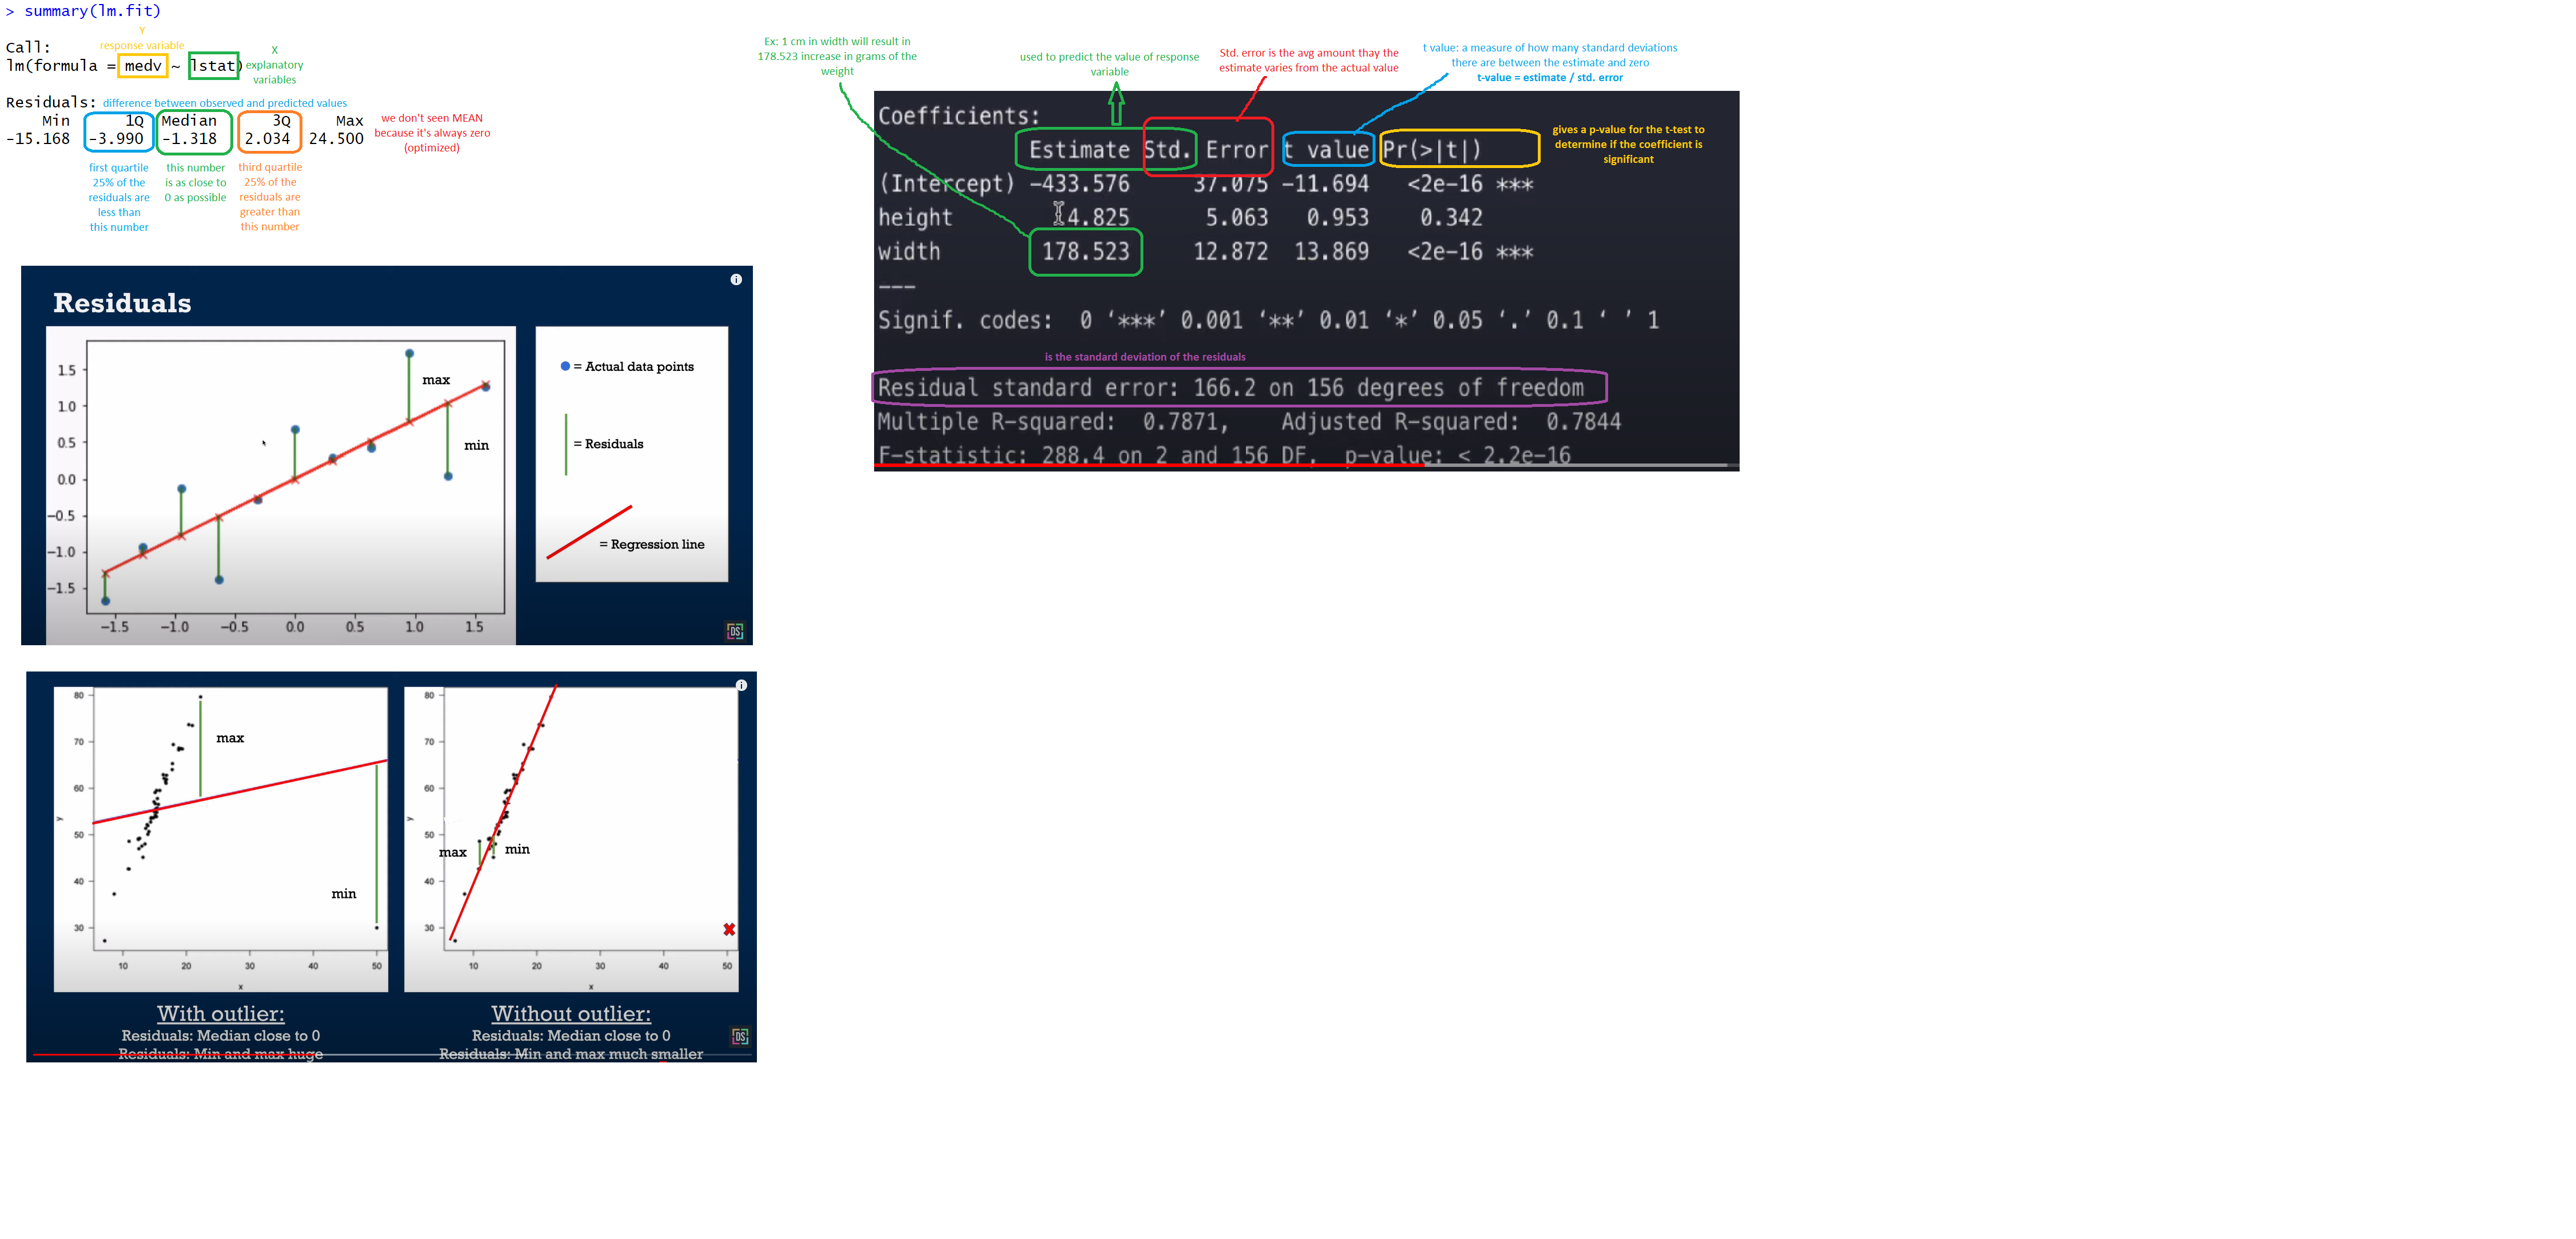 > summary(lm.fit)
Y
response variable
Call:
lm(formula = medv ~ lstat)
X
explanatory
variables
Residuals: difference between observed and predicted values
Min 1Q Median 3Q Max
-15.168 -3.990 -1.318 2.034 24.500
we don't seen MEAN
because it's always zero
(optimized)
first quartile
25% of the
residuals are
less than
this number
this number
is as close to
0 as possible
third quartile
25% of the
residuals are
greater than
this number
Residuals
1.5
1.0
0.5
0.0
−0.5
−1.0
−1.5
−1.5 −1.0 −0.5 0.0 0.5 1.0 1.5
max
min
= Actual data points
= Residuals
= Regression line
DS
80
70
60
50
40
30
y
10 20 30 40 50
x
max
min
With outlier:
Residuals: Median close to 0
Residuals: Min and max huge
80
70
60
50
40
30
y
10 20 30 40 50
x
max
min
Without outlier:
Residuals: Median close to 0
Residuals: Min and max much smaller
DS
Ex: 1 cm in width will result in
178.523 increase in grams of the
weight
used to predict the value of response
variable
Std. error is the avg amount thay the
estimate varies from the actual value
t value: a measure of how many standard deviations
there are between the estimate and zero
t-value = estimate / std. error
gives a p-value for the t-test to
determine if the coefficient is
significant
Coefficients:
Estimate Std. Error t value Pr(>|t|)
(Intercept) -433.576 37.075 -11.694 <2e-16 ***
height 4.825 5.063 0.953 0.342
width 178.523 12.872 13.869 <2e-16 ***
---
Signif. codes: 0 ‘***’ 0.001 ‘**’ 0.01 ‘*’ 0.05 ‘.’ 0.1 ‘ ’ 1
is the standard deviation of the residuals
Residual standard error: 166.2 on 156 degrees of freedom
Multiple R-squared: 0.7871, Adjusted R-squared: 0.7844
F-statistic: 288.4 on 2 and 156 DF, p-value: < 2.2e-16